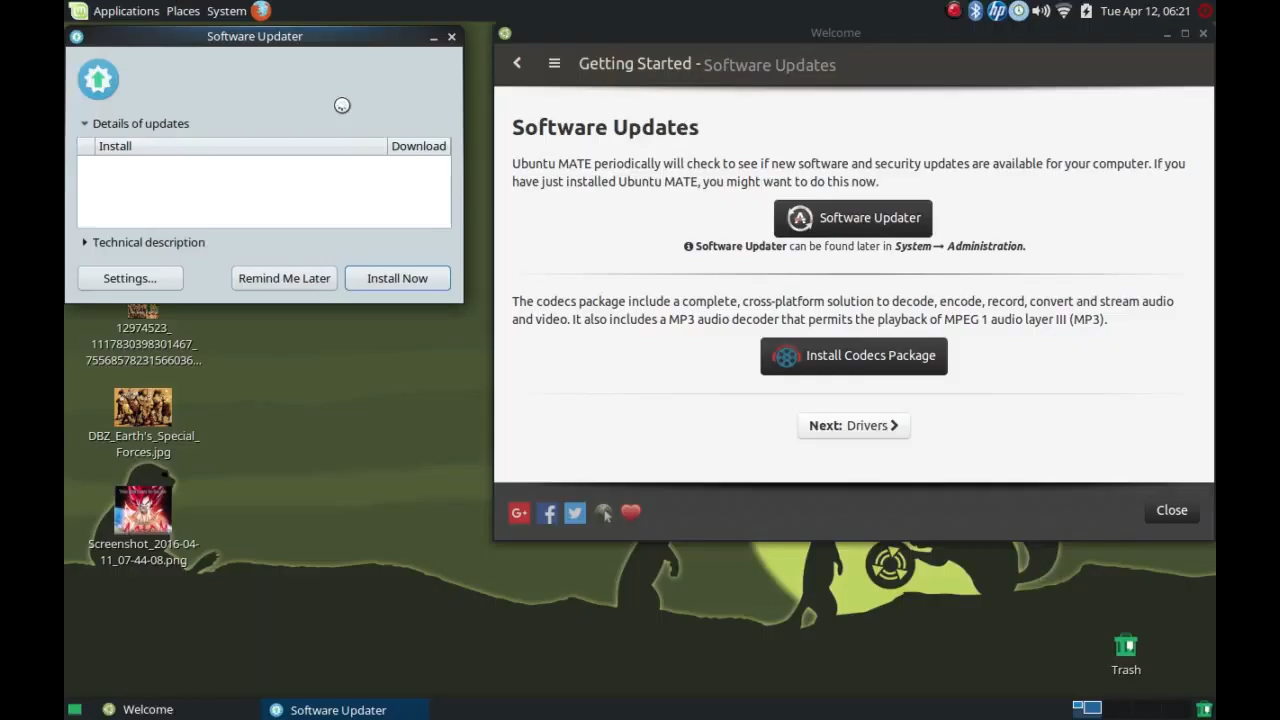 Applications Places System
Tue Apr 12, 06:21
Software Updater
Details of updates
Install Download
Technical description
Settings... Remind Me Later Install Now
12974523_
1117830398301467_
75568578231566036...
DBZ_Earth's_Special_
Forces.jpg
Screenshot_2016-04-
11_07-44-08.png
Welcome
Getting Started - Software Updates
Software Updates
Ubuntu MATE periodically will check to see if new software and security updates are available for your computer. If you
have just installed Ubuntu MATE, you might want to do this now.
Software Updater
Software Updater can be found later in System→ Administration.
The codecs package include a complete, cross-platform solution to decode, encode, record, convert and stream audio
and video. It also includes a MP3 audio decoder that permits the playback of MPEG 1 audio layer III (MP3).
Install Codecs Package
Next: Drivers
G+
Close
Trash
Welcome Software Updater